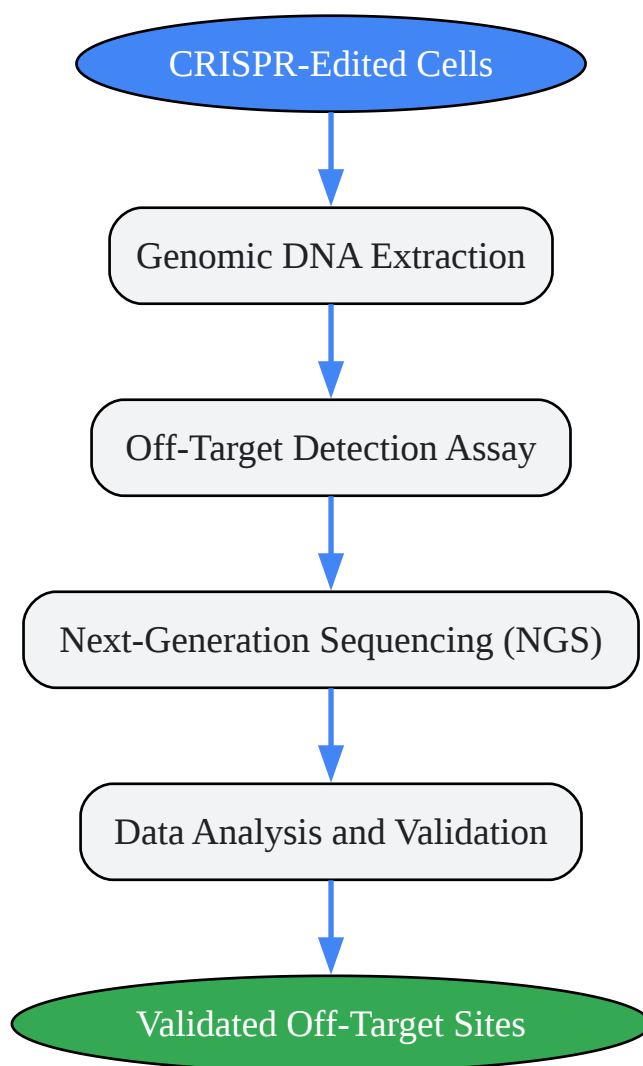 CRISPR-Edited Cells
Genomic DNA Extraction
Off-Target Detection Assay
Next-Generation Sequencing (NGS)
Data Analysis and Validation
Validated Off-Target Sites